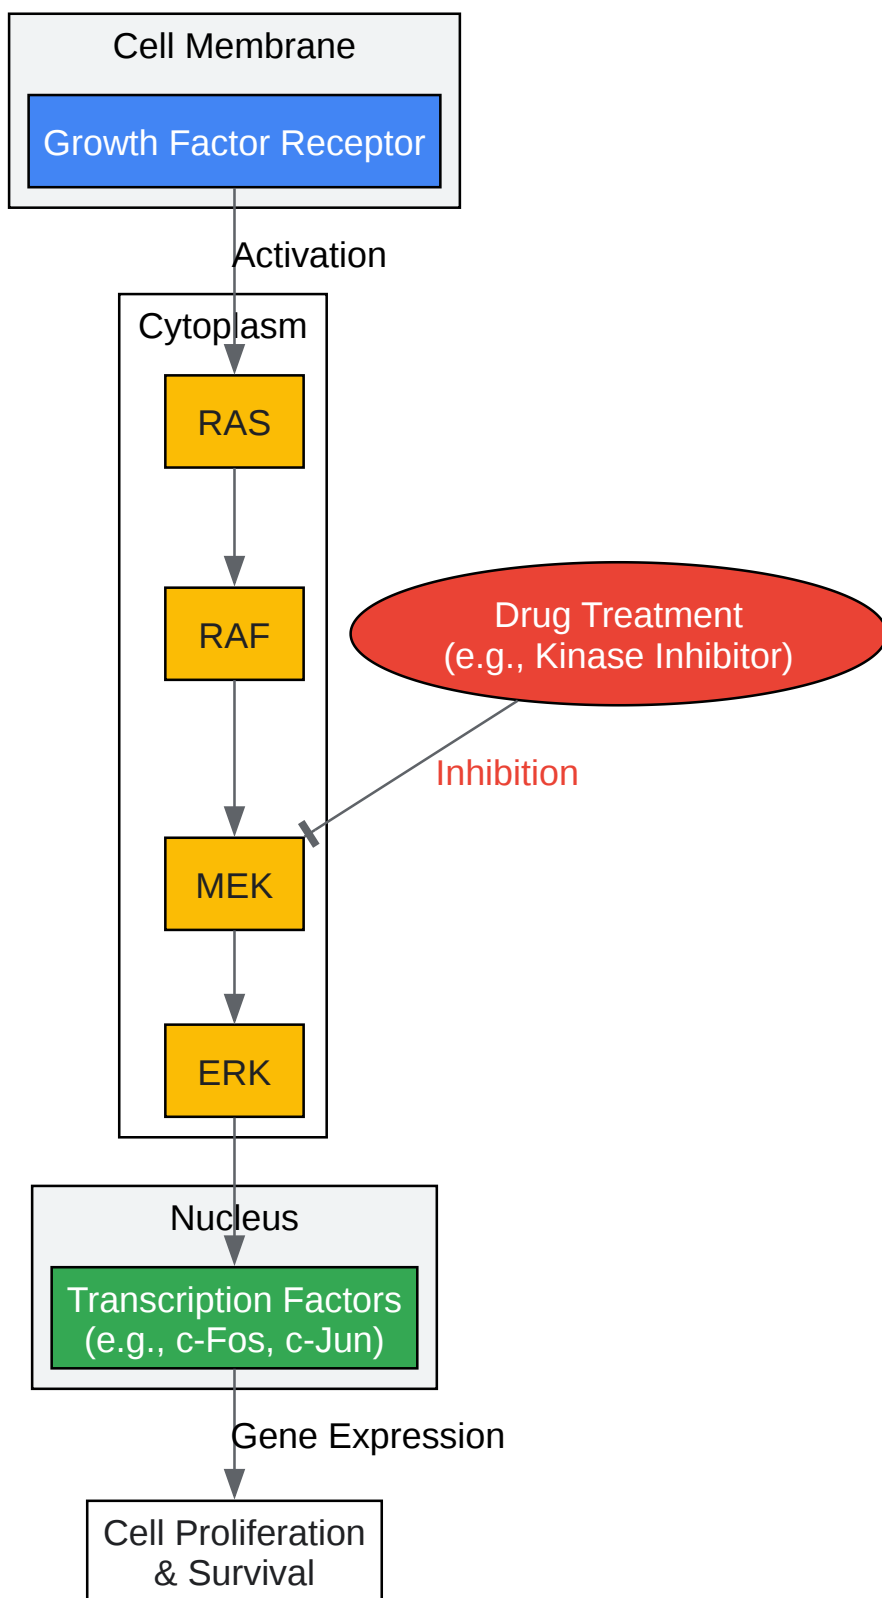 Cell Membrane
Growth Factor Receptor
Activation
Cytoplasm
RAS
RAF
Drug Treatment
(e.g., Kinase Inhibitor)
Inhibition
MEK
ERK
Nucleus
Transcription Factors
(e.g., c-Fos, c-Jun)
Gene Expression
Cell Proliferation
& Survival